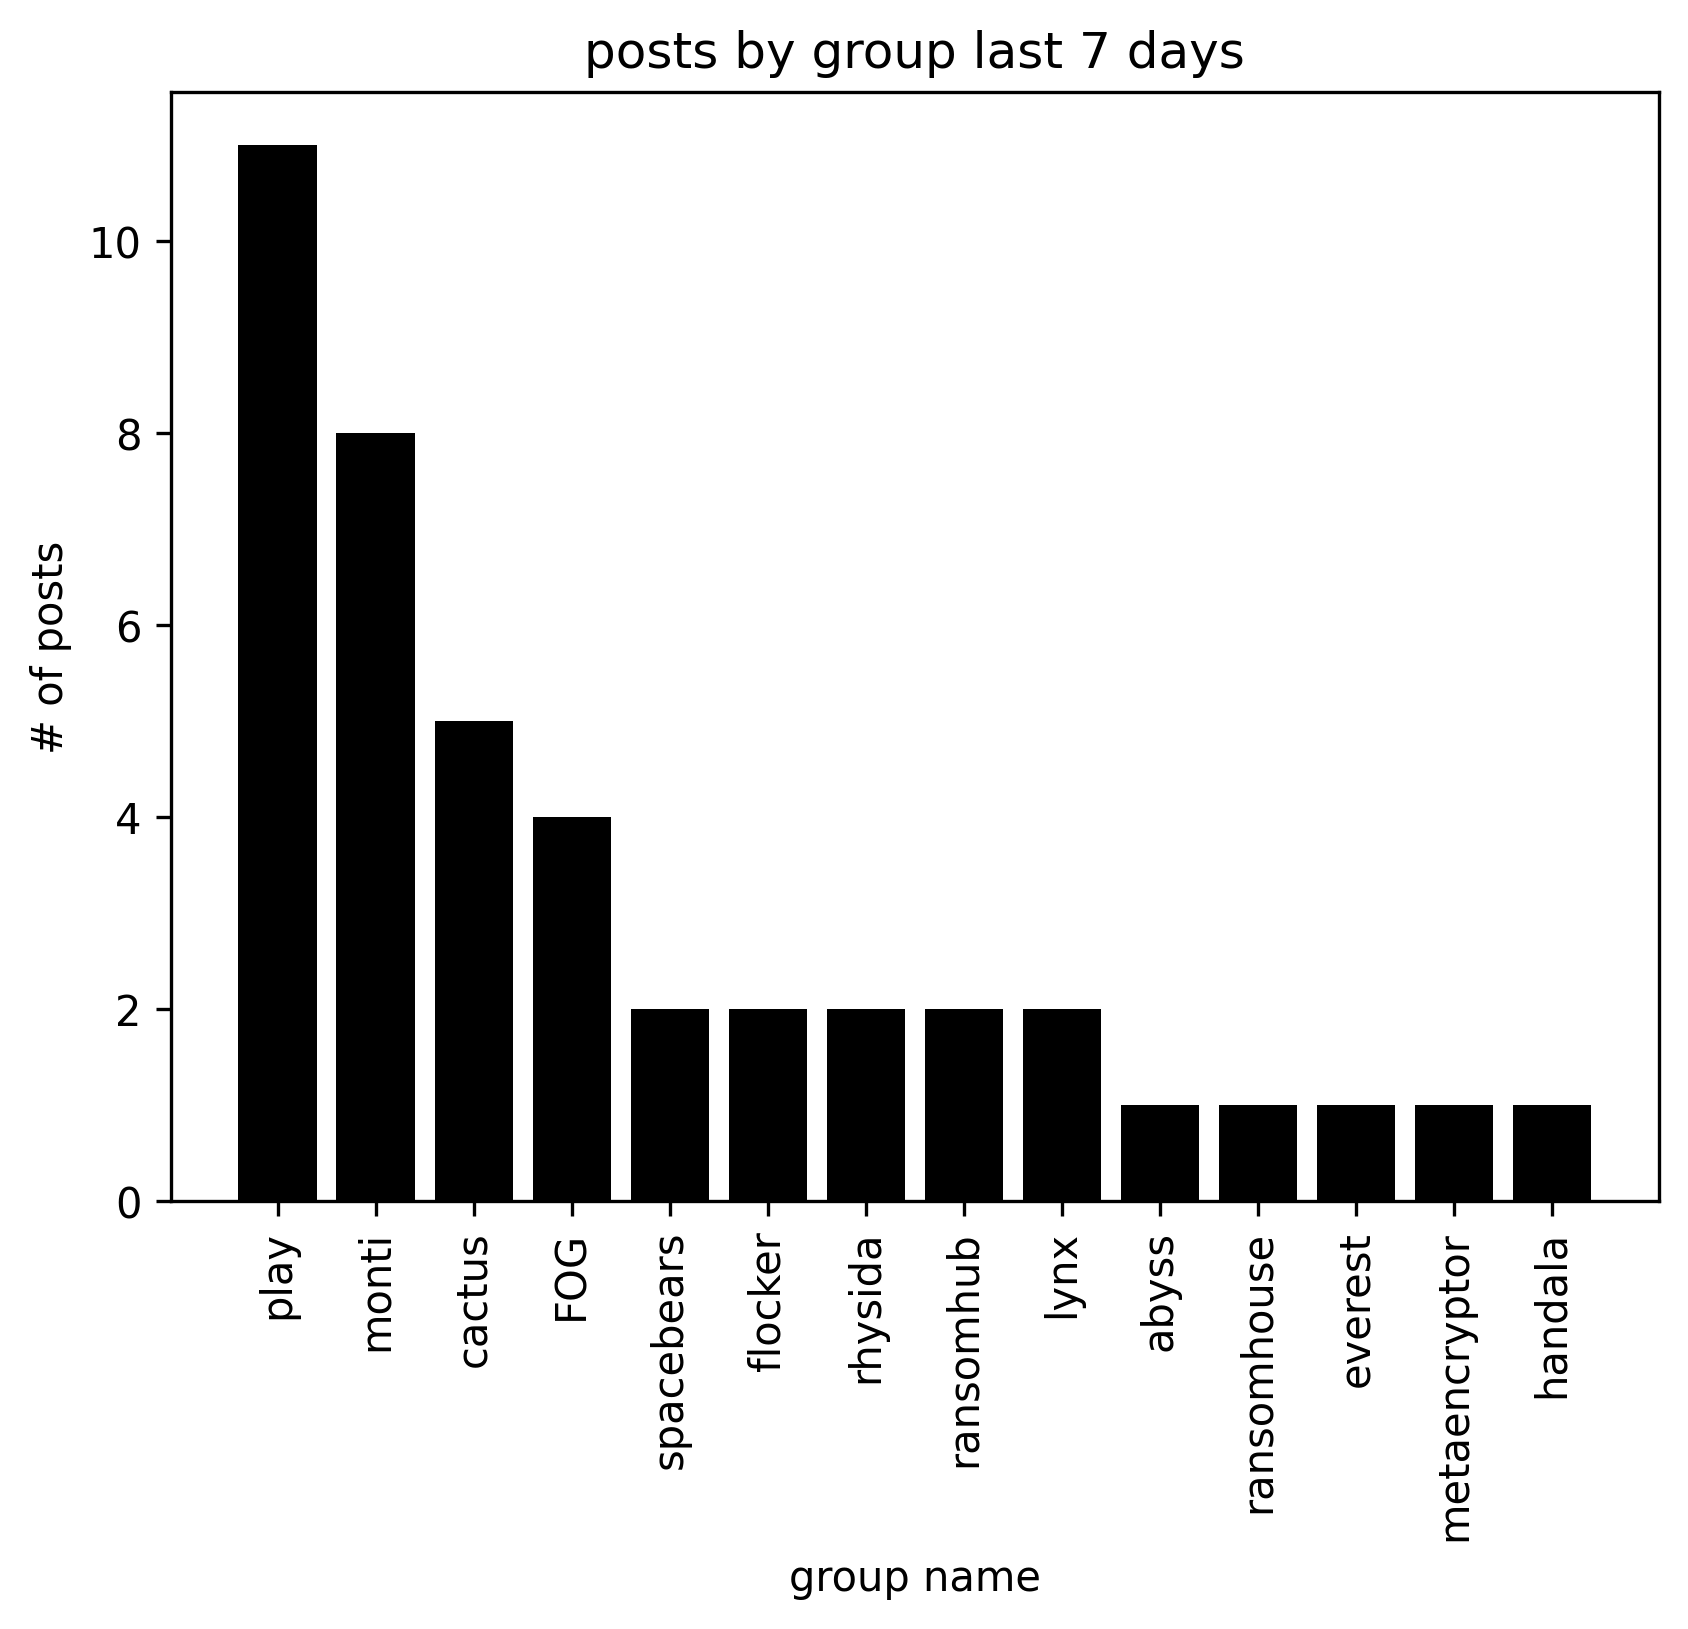 posts by group last 7 days
# of posts
10
8
6
4
2
0
play
monti
cactus
FOG
spacebears
flocker
rhysida
ransomhub
lynx
abyss
ransomhouse
everest
metaencryptor
handala
group name